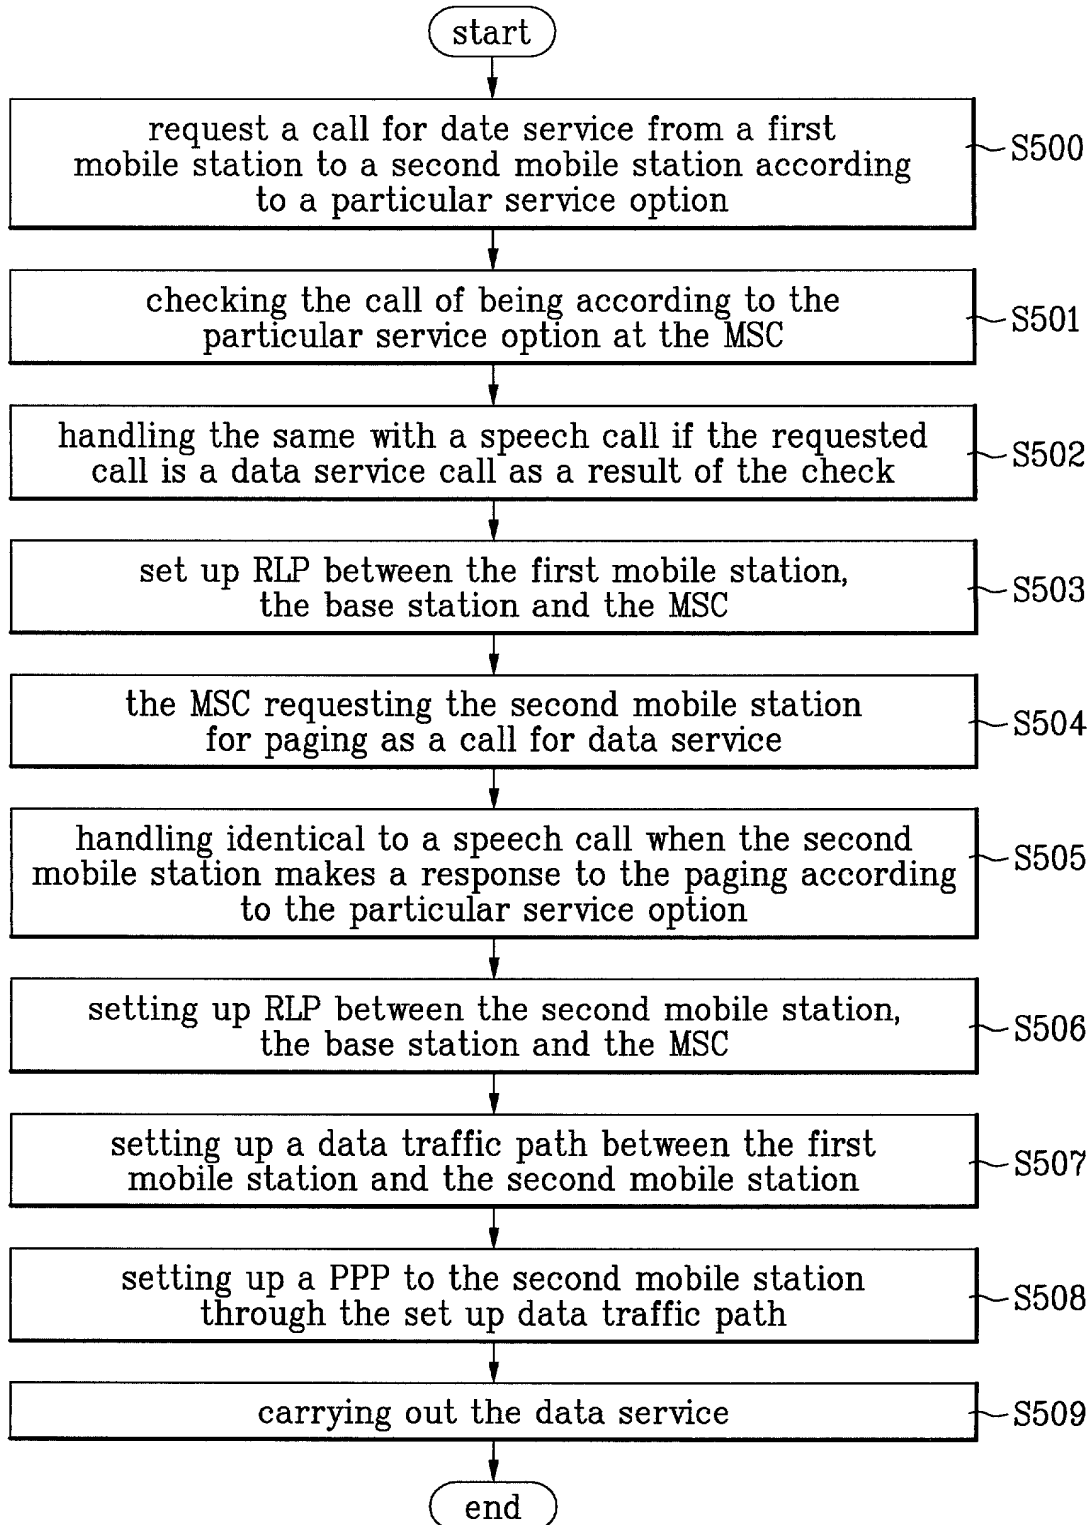 start
request a call for date service from a first
mobile station to a second mobile station according
to a particular service option
S500
checking the call of being according to the
particular service option at the MSC
S501
handling the same with a speech call if the requested
call is a data service call as a result of the check
S502
set up RLP between the first mobile station,
the base station and the MSC
S503
the MSC requesting the second mobile station
for paging as a call for data service
S504
handling identical to a speech call when the second
mobile station makes a response to the paging according
to the particular service option
S505
setting up RLP between the second mobile station,
the base station and the MSC
S506
setting up a data traffic path between the first
mobile station and the second mobile station
S507
setting up a PPP to the second mobile station
through the set up data traffic path
S508
carrying out the data service
S509
end